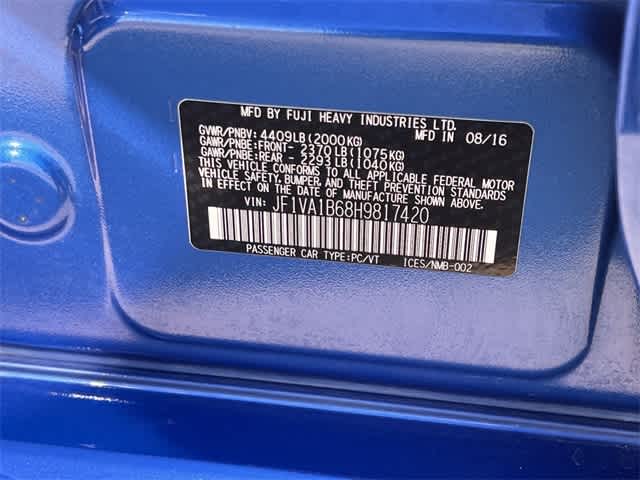 MFD BY FUJI HEAVY INDUSTRIES LTD.
GVWR/PNBV: 4409LB(2000KG) MFD IN 08/16
GAWR/PNBE:FRONT- 2370LB(1075KG)
GAWR/PNBE:REAR - 2293LB(1040KG)
THIS VEHICLE CONFORMS TO ALL APPLICABLE FEDERAL MOTOR
VEHICLE SAFETY, BUMPER, AND THEFT PREVENTION STANDARDS
IN EFFECT ON THE DATE OF MANUFACTURE SHOWN ABOVE.
VIN: JF1VA1B68H9817420
PASSENGER CAR TYPE:PC/VT ICES/NMB-002